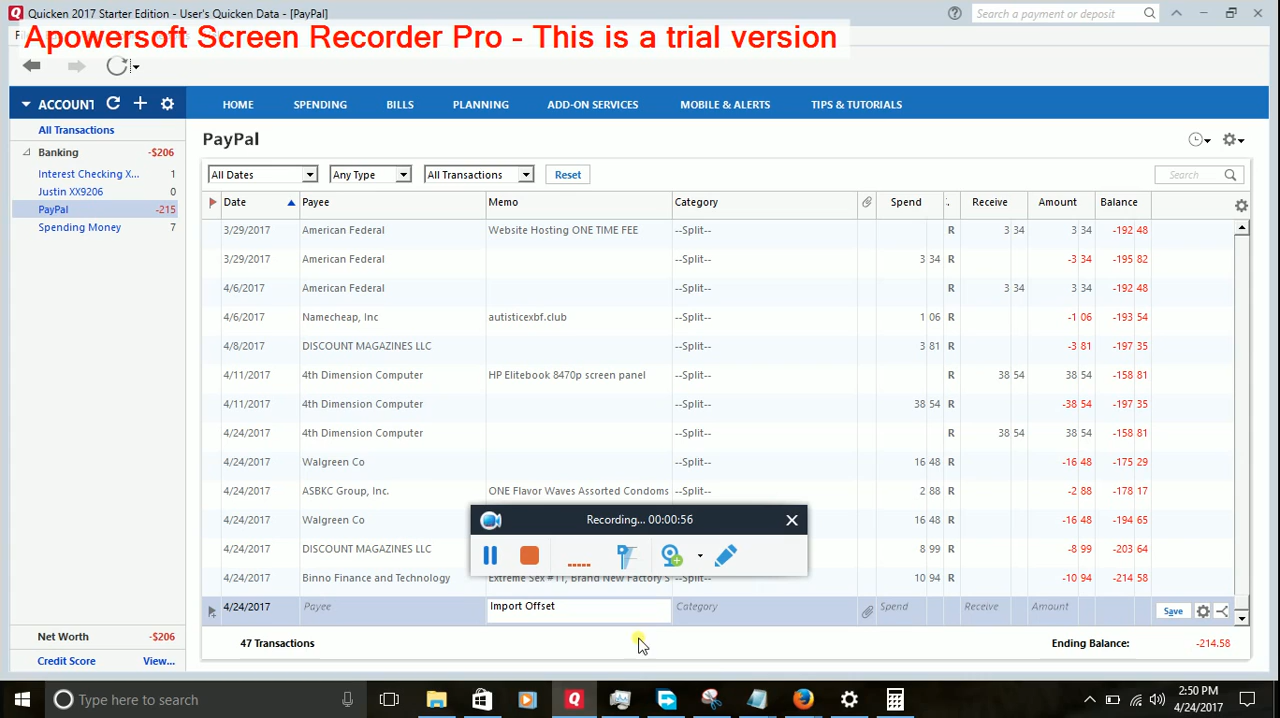 Quicken 2017 Starter Edition - User's Quicken Data - [PayPal]
Search a payment or deposit
Apowersoft Screen Recorder Pro - This is a trial version
ACCOUNT
HOME SPENDING BILLS PLANNING ADD-ON SERVICES MOBILE & ALERTS TIPS & TUTORIALS
All Transactions
Banking -$206
Interest Checking X... 1
Justin XX9206 0
PayPal -215
Spending Money 7
Net Worth -$206
Credit Score View...
PayPal
All Dates Any Type All Transactions Reset Search
Date Payee Memo Category Spend Receive Amount Balance
3/29/2017 American Federal Website Hosting ONE TIME FEE --Split-- R 3 34 3 34 -192 48
3/29/2017 American Federal --Split-- 3 34 R -3 34 -195 82
4/6/2017 American Federal --Split-- R 3 34 3 34 -192 48
4/6/2017 Namecheap, Inc autisticexbf.club --Split-- 1 06 R -1 06 -193 54
4/8/2017 DISCOUNT MAGAZINES LLC --Split-- 3 81 R -3 81 -197 35
4/11/2017 4th Dimension Computer HP Elitebook 8470p screen panel --Split-- R 38 54 38 54 -158 81
4/11/2017 4th Dimension Computer --Split-- 38 54 R -38 54 -197 35
4/24/2017 4th Dimension Computer --Split-- R 38 54 38 54 -158 81
4/24/2017 Walgreen Co --Split-- 16 48 R -16 48 -175 29
4/24/2017 ASBKC Group, Inc. ONE Flavor Waves Assorted Condoms --Split-- 2 88 R -2 88 -178 17
4/24/2017 Walgreen Co 16 48 R -16 48 -194 65
4/24/2017 DISCOUNT MAGAZINES LLC 8 99 R -8 99 -203 64
4/24/2017 Binno Finance and Technology Extreme Sex #11, Brand New Factory S --Split-- 10 94 R -10 94 -214 58
4/24/2017 Payee Import Offset Category Spend Receive Amount Save
Recording... 00:00:56
47 Transactions Ending Balance: -214.58
Type here to search
2:50 PM
4/24/2017